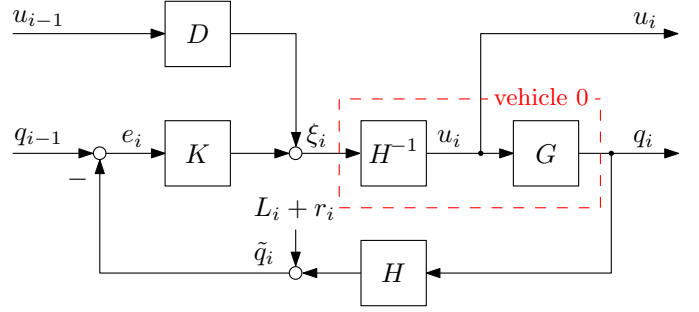 u_{i−1}
D
u_i
vehicle 0
q_{i−1}
e_i
K
ξ_i
H^{−1}
u_i
G
q_i
−
L_i + r_i
q̃_i
H